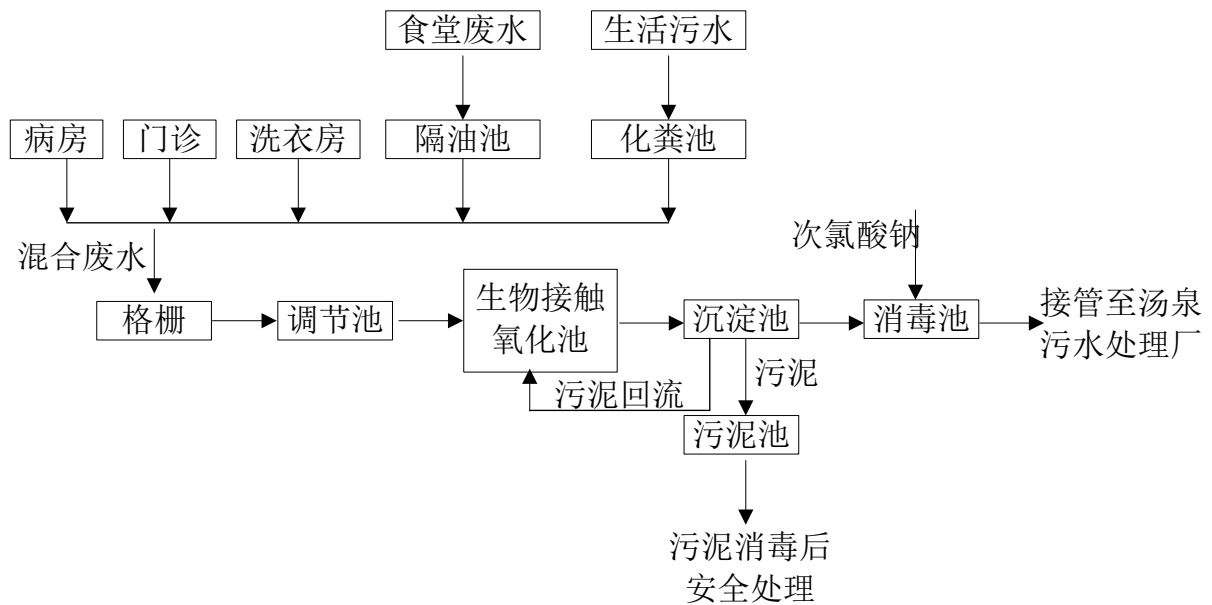 食堂废水
生活污水
病房
门诊
洗衣房
隔油池
化粪池
混合废水
次氯酸钠
格栅
调节池
生物接触
氧化池
沉淀池
消毒池
接管至汤泉
污水处理厂
污泥回流
污泥
污泥池
污泥消毒后
安全处理